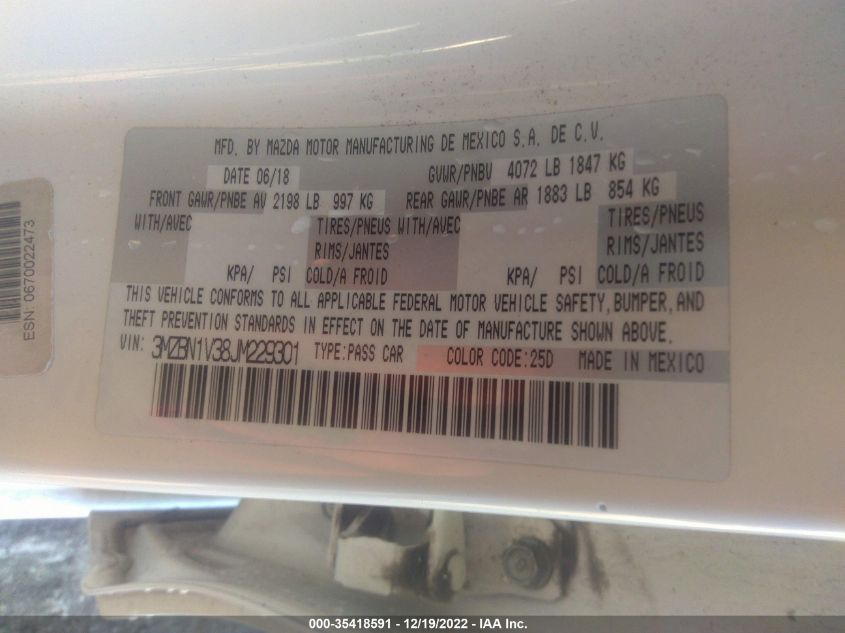 MFD. BY MAZDA MOTOR MANUFACTURING DE MEXICO S.A. DE C.V.
DATE 06/18 GVWR/PNBV 4072 LB 1847 KG
FRONT GAWR/PNBE AV 2198 LB 997 KG REAR GAWR/PNBE AR 1883 LB 854 KG
WITH/AVEC TIRES/PNEUS WITH/AVEC TIRES/PNEUS
RIMS/JANTES RIMS/JANTES
KPA/ PSI COLD/A FROID KPA/ PSI COLD/A FROID
THIS VEHICLE CONFORMS TO ALL APPLICABLE FEDERAL MOTOR VEHICLE SAFETY, BUMPER, AND
THEFT PREVENTION STANDARDS IN EFFECT ON THE DATE OF MANUFACTURE SHOWN ABOVE.
VIN: 3MZBN1V38JM229301 TYPE:PASS CAR COLOR CODE:25D MADE IN MEXICO
ESN: 0670022473
000-35418591 - 12/19/2022 - IAA Inc.